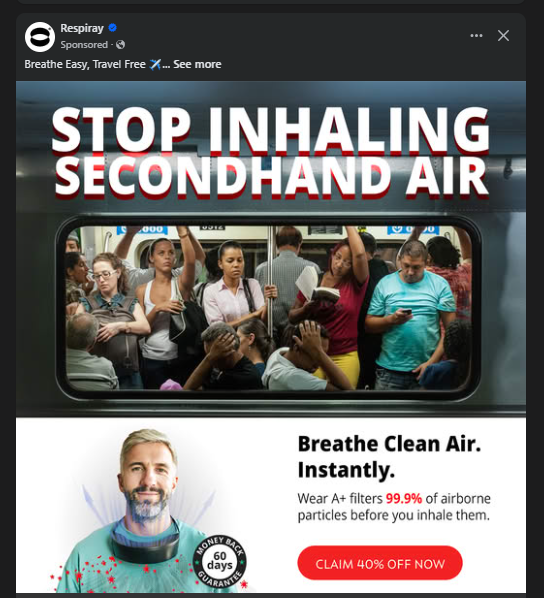 Respiray
Sponsored ·
Breathe Easy, Travel Free ✈️... See more
STOP INHALING
SECONDHAND AIR
Breathe Clean Air.
Instantly.
Wear A+ filters 99.9% of airborne
particles before you inhale them.
MONEY BACK
60
days
GUARANTEE
CLAIM 40% OFF NOW